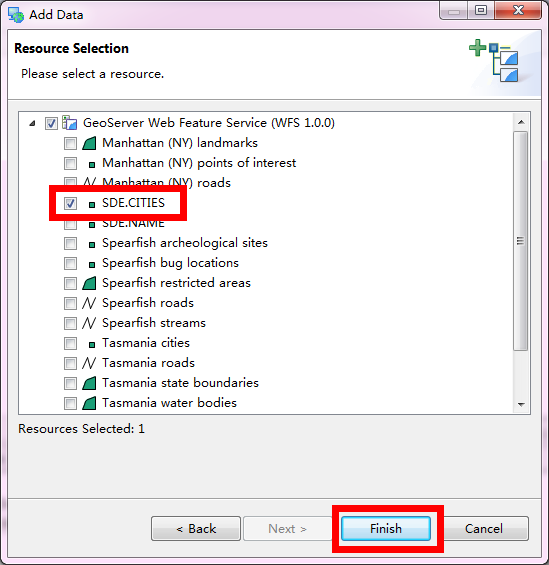 Add Data
Resource Selection
Please select a resource.
GeoServer Web Feature Service (WFS 1.0.0)
Manhattan (NY) landmarks
Manhattan (NY) points of interest
Manhattan (NY) roads
SDE.CITIES
SDE.NAME
Spearfish archeological sites
Spearfish bug locations
Spearfish restricted areas
Spearfish roads
Spearfish streams
Tasmania cities
Tasmania roads
Tasmania state boundaries
Tasmania water bodies
Resources Selected: 1
< Back Next > Finish Cancel